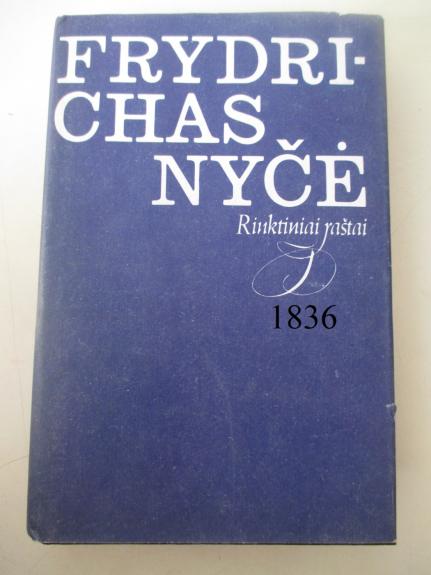 FRYDRI-
CHAS
NYČĖ
Rinktiniai raštai
1836